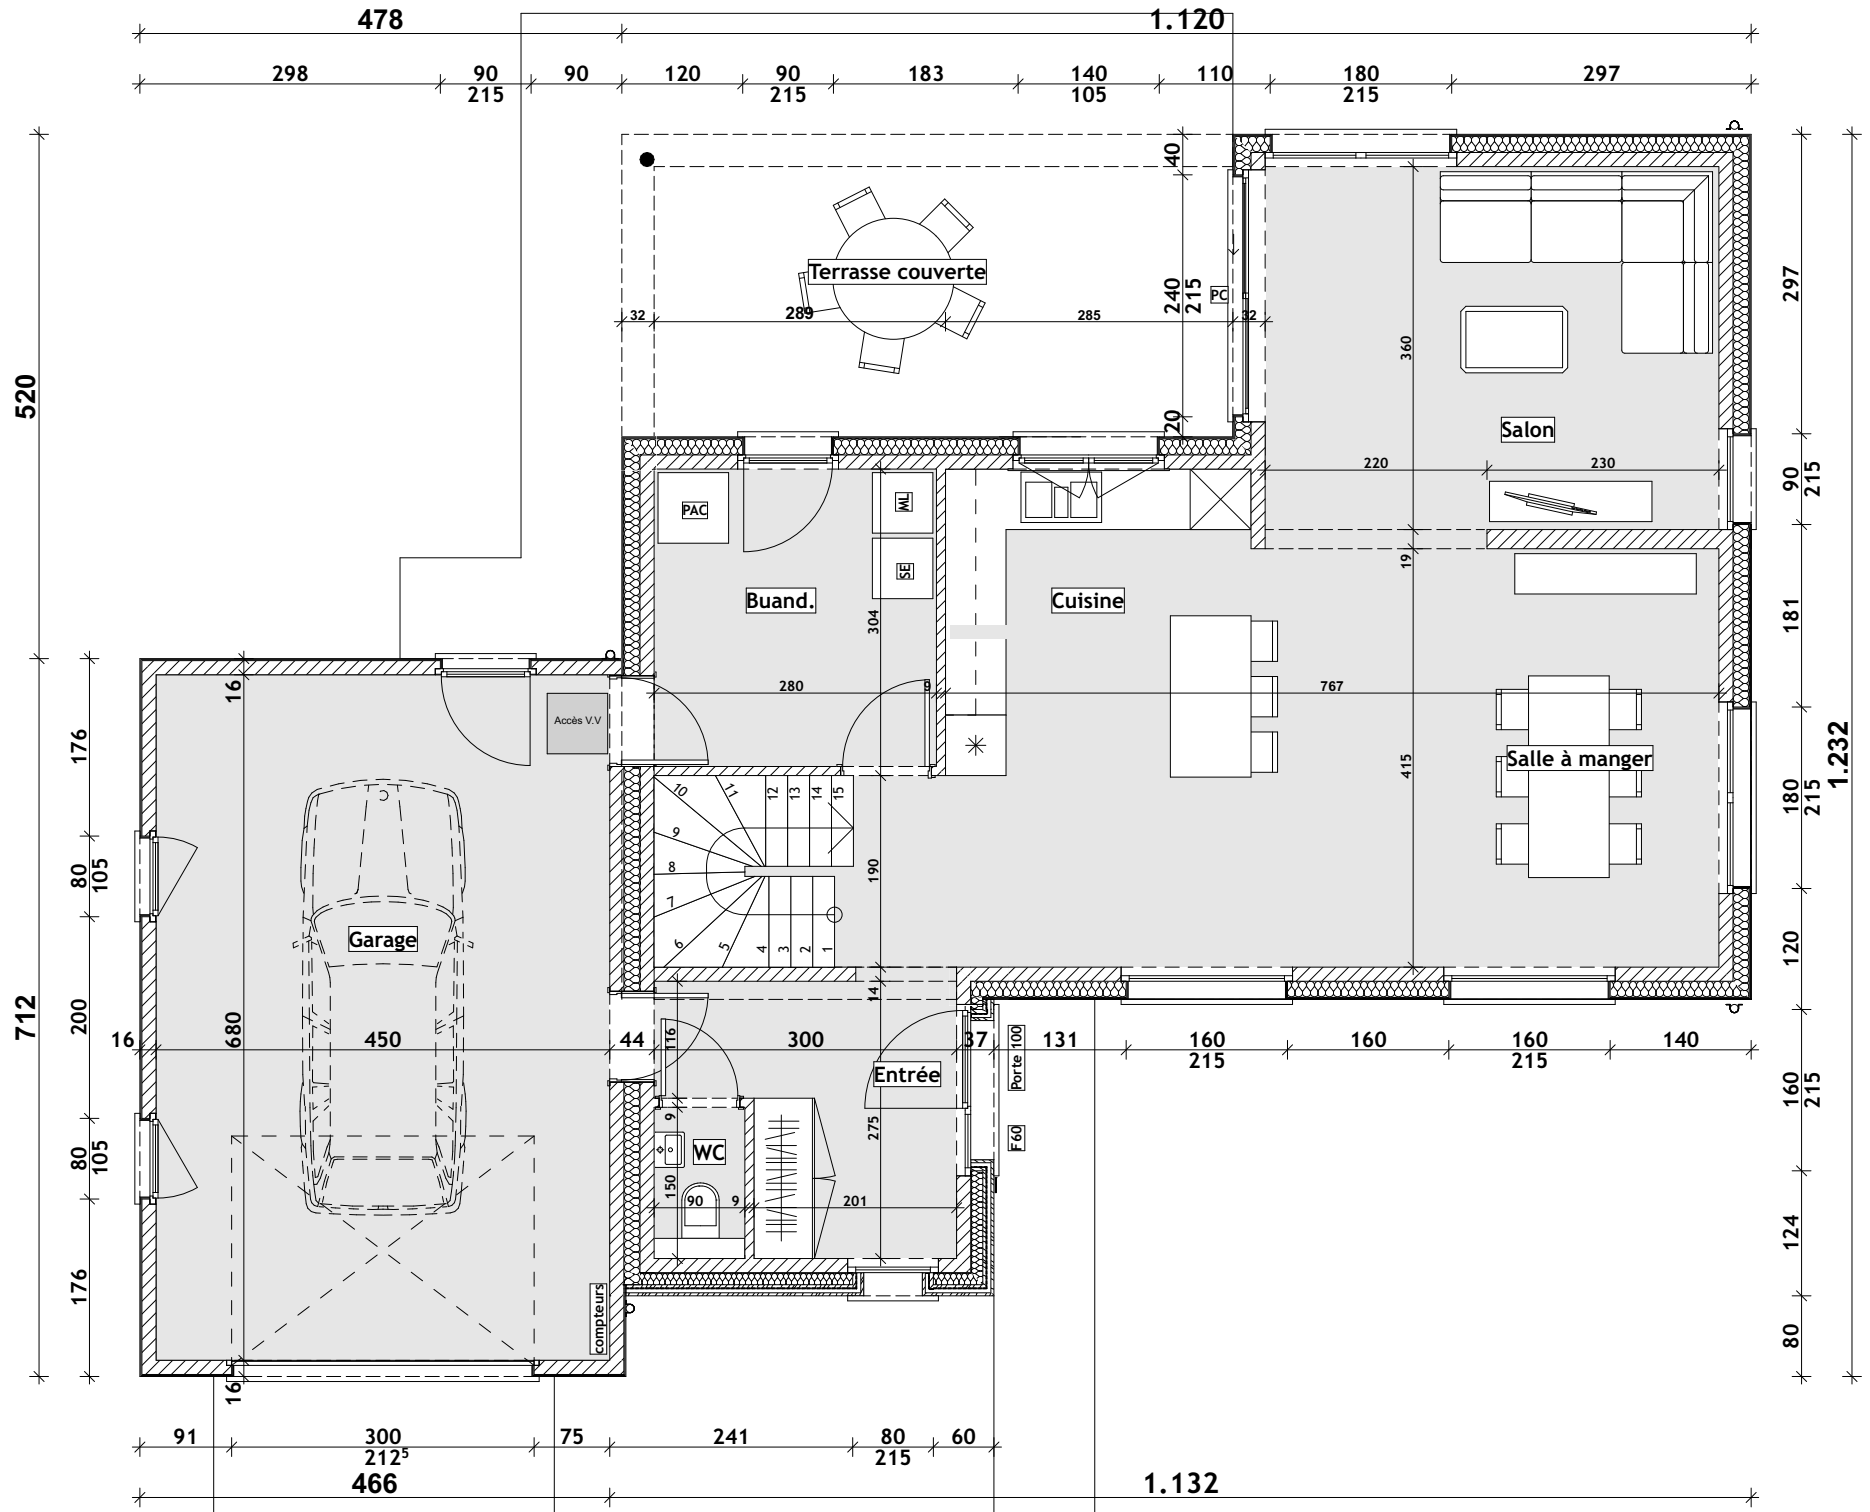 478 1.120
298 90 90 120 90 183 140 110 180 297
215 215 105 215
40
Terrasse couverte
240
215
PC
32 289 285 32
20
360
Salon
220 230
297
90
215
520
PAC
ML
SE
Buand.
Cuisine
304
19
181
16
280 9 767
Accès V.V
176
415
Salle à manger
180
215
1.232
10 11 12 13 14 15
9
8
7
6 5 4 3 2 1
190
80
105
Garage
120
712
200
14
16 680 450 44 116 300 37 131 160 160 160 140
215 215
Entrée
Porte 100
160
215
9
275
F60
WC
80
105
150
90 9 201
124
176
compteurs
80
16
91 300 75 241 80 60
212⁵ 215
466 1.132